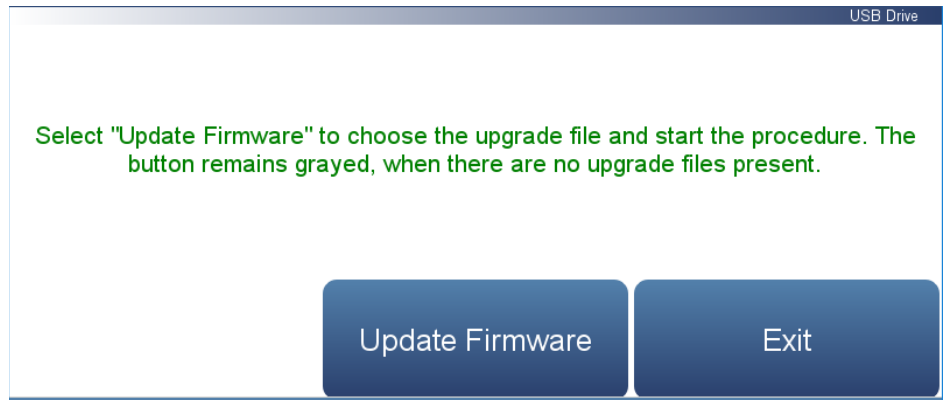 USB Drive
Select "Update Firmware" to choose the upgrade file and start the procedure. The
button remains grayed, when there are no upgrade files present.
Update Firmware
Exit